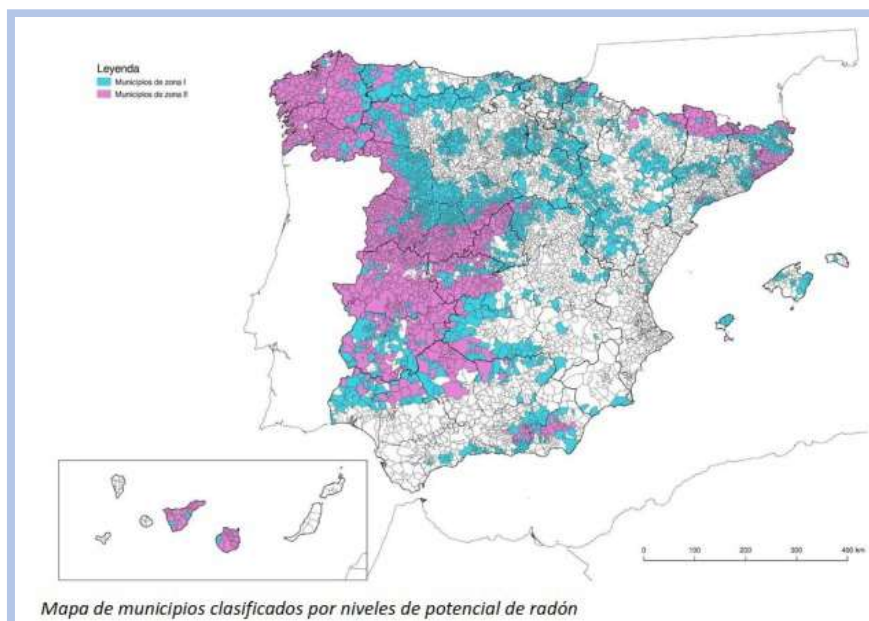 Leyenda
Municipios de zona I
Municipios de zona II
0 100 200 300 400 km
Mapa de municipios clasificados por niveles de potencial de radón